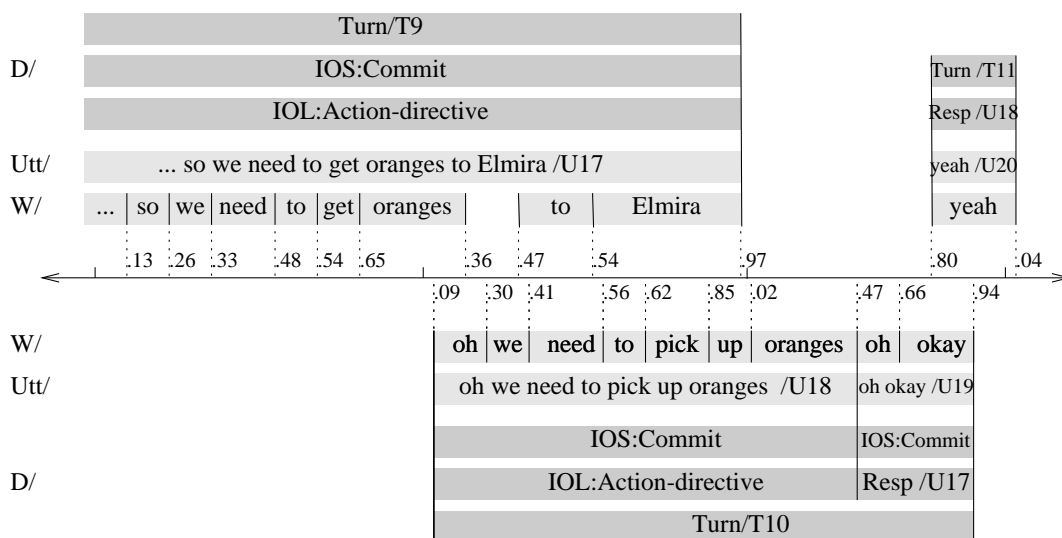 Turn/T9
D/ IOS:Commit Turn /T11
IOL:Action-directive Resp /U18
Utt/ ... so we need to get oranges to Elmira /U17 yeah /U20
W/ ... so we need to get oranges to Elmira yeah
.13 .26 .33 .48 .54 .65 .36 .47 .54 .97 .80 .04
.09 .30 .41 .56 .62 .85 .02 .47 .66 .94
W/ oh we need to pick up oranges oh okay
Utt/ oh we need to pick up oranges /U18 oh okay /U19
IOS:Commit IOS:Commit
D/ IOL:Action-directive Resp /U17
Turn/T10